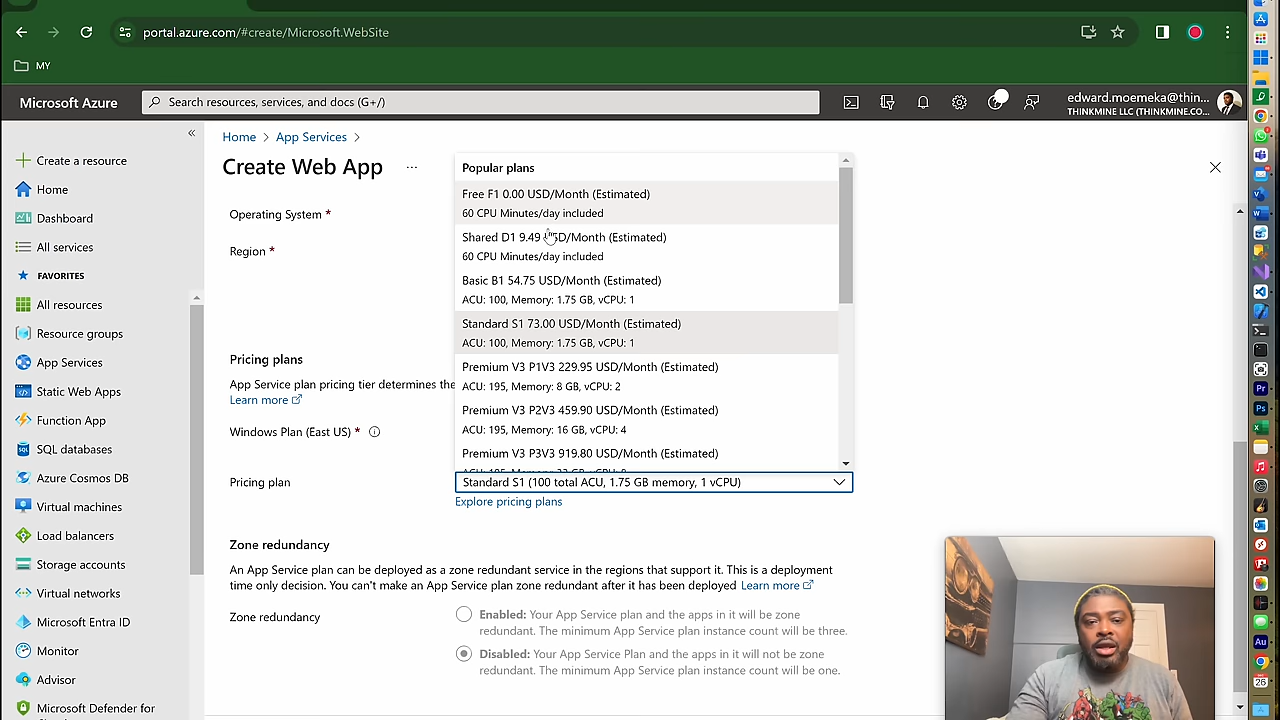 portal.azure.com/#create/Microsoft.WebSite
MY
Microsoft Azure
Search resources, services, and docs (G+/)
edward.moemeka@thin...
THINKMINE LLC (THINKMINE.CO...
Create a resource
Home
Dashboard
All services
FAVORITES
All resources
Resource groups
App Services
Static Web Apps
Function App
SQL databases
Azure Cosmos DB
Virtual machines
Load balancers
Storage accounts
Virtual networks
Microsoft Entra ID
Monitor
Advisor
Microsoft Defender for
Home > App Services >
Create Web App ...
Operating System *
Region *
Pricing plans
App Service plan pricing tier determines the
Learn more
Windows Plan (East US) *
Pricing plan
Popular plans
Free F1 0.00 USD/Month (Estimated)
60 CPU Minutes/day included
Shared D1 9.49 USD/Month (Estimated)
60 CPU Minutes/day included
Basic B1 54.75 USD/Month (Estimated)
ACU: 100, Memory: 1.75 GB, vCPU: 1
Standard S1 73.00 USD/Month (Estimated)
ACU: 100, Memory: 1.75 GB, vCPU: 1
Premium V3 P1V3 229.95 USD/Month (Estimated)
ACU: 195, Memory: 8 GB, vCPU: 2
Premium V3 P2V3 459.90 USD/Month (Estimated)
ACU: 195, Memory: 16 GB, vCPU: 4
Premium V3 P3V3 919.80 USD/Month (Estimated)
Standard S1 (100 total ACU, 1.75 GB memory, 1 vCPU)
Explore pricing plans
Zone redundancy
An App Service plan can be deployed as a zone redundant service in the regions that support it. This is a deployment
time only decision. You can't make an App Service plan zone redundant after it has been deployed Learn more
Zone redundancy
Enabled: Your App Service plan and the apps in it will be zone
redundant. The minimum App Service plan instance count will be three.
Disabled: Your App Service Plan and the apps in it will not be zone
redundant. The minimum App Service plan instance count will be one.